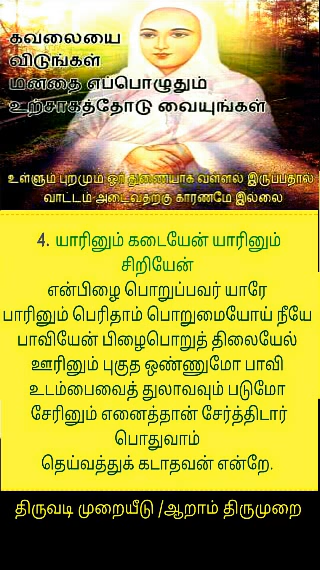 கவலையை
விடுங்கள்
மனதை எப்பொழுதும்
உற்சாகத்தோடு வையுங்கள்
உள்ளும் புறமும் ஒர் துணையாக வள்ளல் இருப்பதால்
வாட்டம் அடைவதற்கு காரணமே இல்லை
4. யாரினும் கடையேன் யாரினும்
சிறியேன்
என்பிழை பொறுப்பவர் யாரே
பாரினும் பெரிதாம் பொறுமையோய் நீயே
பாவியேன் பிழைபொறுத் திலையேல்
ஊரினும் புகுத ஒண்ணுமோ பாவி
உடம்பைவைத் துலாவவும் படுமோ
சேரினும் எனைத்தான் சேர்த்திடார்
பொதுவாம்
தெய்வத்துக் கடாதவன் என்றே.
திருவடி முறையீடு /ஆறாம் திருமுறை